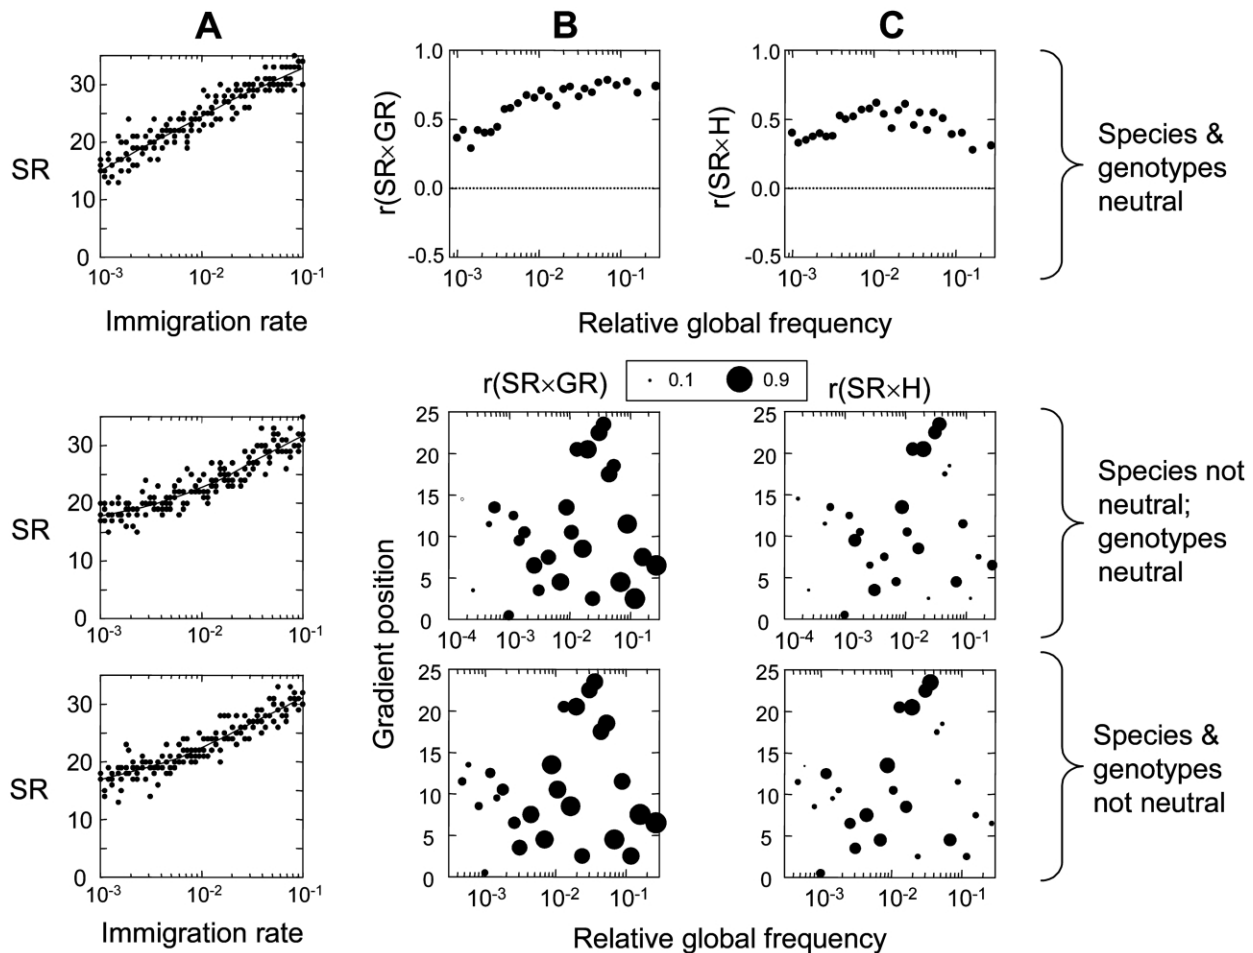 A B C
SR
30
20
10
0
10-3 10-2 10-1
Immigration rate
r(SR×GR)
1.0
0.5
0.0
-0.5
10-3 10-2 10-1
r(SR×H)
1.0
0.5
0.0
-0.5
10-3 10-2 10-1
Relative global frequency
Species &
genotypes
neutral
r(SR×GR) 0.1 0.9 r(SR×H)
SR
30
20
10
0
10-3 10-2 10-1
Gradient position
25
20
15
10
5
0
10-4 10-3 10-2 10-1
25
20
15
10
5
0
10-4 10-3 10-2 10-1
Species not
neutral;
genotypes
neutral
SR
30
20
10
0
10-3 10-2 10-1
Immigration rate
25
20
15
10
5
0
10-3 10-2 10-1
25
20
15
10
5
0
10-3 10-2 10-1
Relative global frequency
Species &
genotypes
not neutral